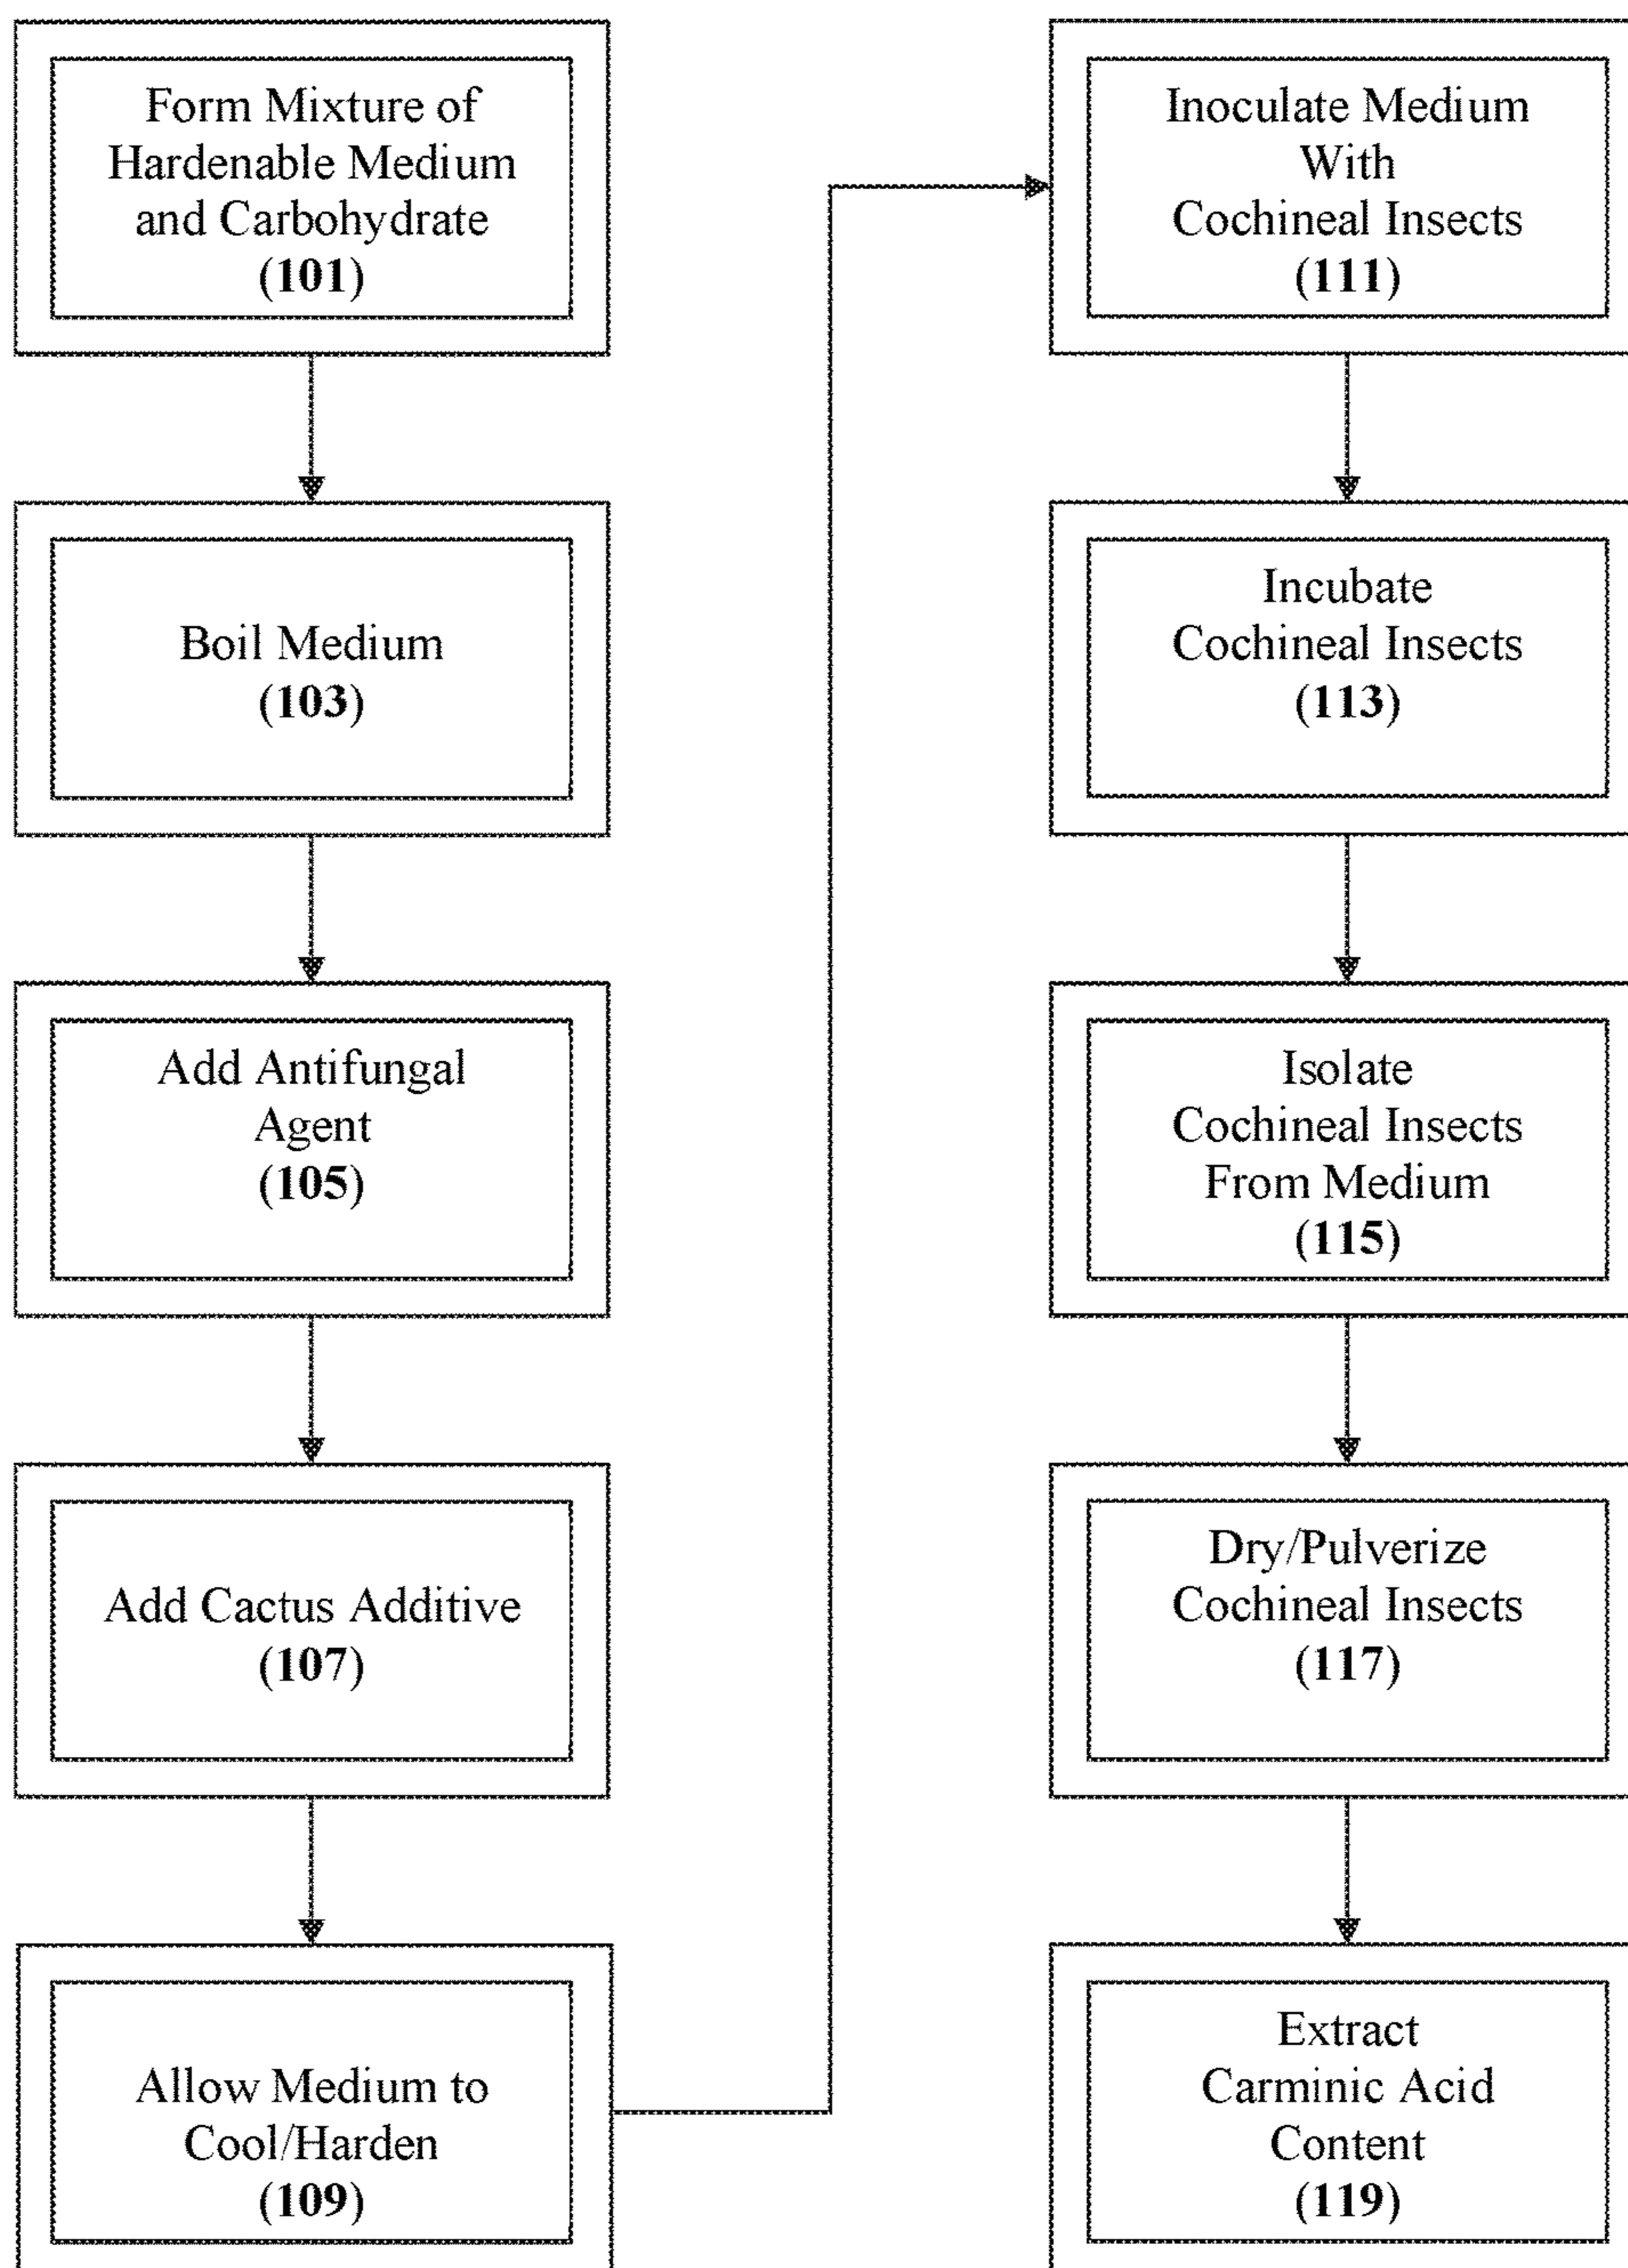 Form Mixture of
Hardenable Medium
and Carbohydrate
(101)
Boil Medium
(103)
Add Antifungal
Agent
(105)
Add Cactus Additive
(107)
Allow Medium to
Cool/Harden
(109)
Inoculate Medium
With
Cochineal Insects
(111)
Incubate
Cochineal Insects
(113)
Isolate
Cochineal Insects
From Medium
(115)
Dry/Pulverize
Cochineal Insects
(117)
Extract
Carminic Acid
Content
(119)